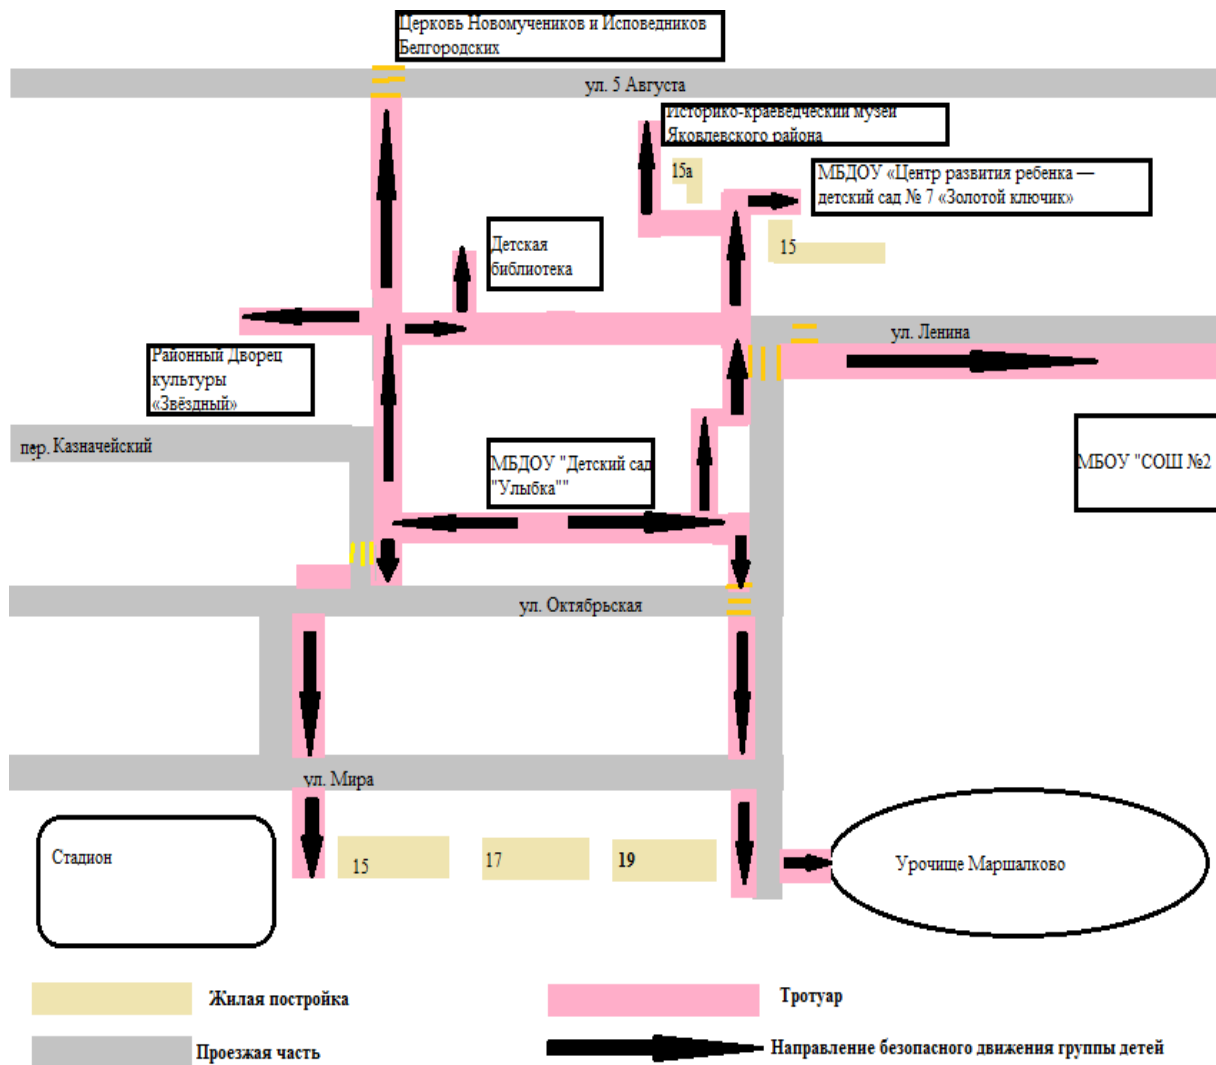 Церковь Новомучеников и Исповедников
Белгородских
ул. 5 Августа
Историко-краеведческий музей
Яковлевского района
15а
МБДОУ «Центр развития ребенка —
детский сад № 7 «Золотой ключик»
Детская
библиотека
15
ул. Ленина
Районный Дворец
культуры
«Звёздный»
пер. Казначейский
МБДОУ "Детский сад
"Улыбка""
МБОУ "СОШ №2
ул. Октябрьская
ул. Мира
Стадион
15
17
19
Урочище Маршалково
Жилая постройка
Тротуар
Проезжая часть
Направление безопасного движения группы детей